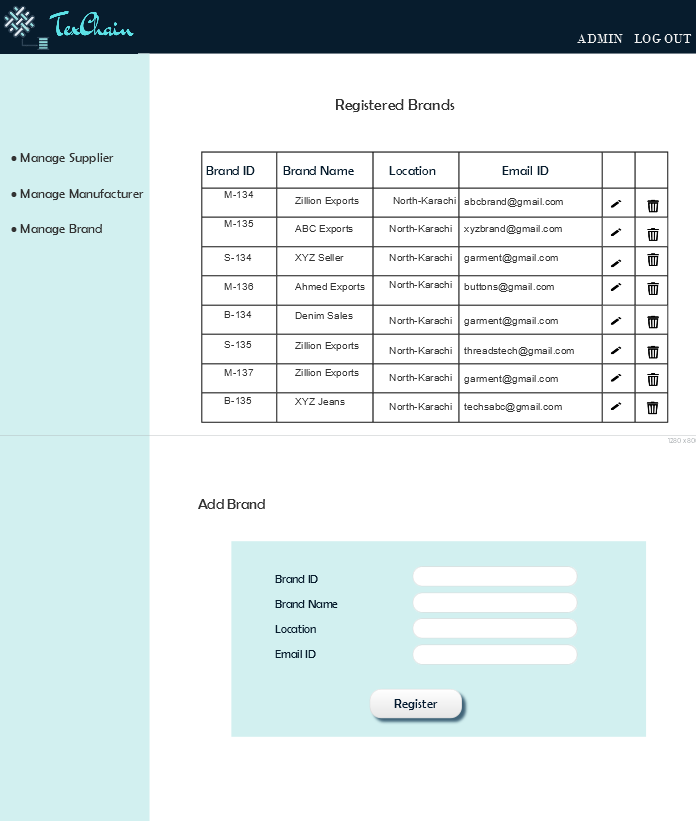 TexChain
ADMIN LOG OUT
Registered Brands
• Manage Supplier
• Manage Manufacturer
• Manage Brand
Brand ID Brand Name Location Email ID
M-134 Zillion Exports North-Karachi abcbrand@gmail.com
M-135 ABC Exports North-Karachi xyzbrand@gmail.com
S-134 XYZ Seller North-Karachi garment@gmail.com
M-136 Ahmed Exports North-Karachi buttons@gmail.com
B-134 Denim Sales North-Karachi garment@gmail.com
S-135 Zillion Exports North-Karachi threadstech@gmail.com
M-137 Zillion Exports North-Karachi garment@gmail.com
B-135 XYZ Jeans North-Karachi techsabc@gmail.com
Add Brand
Brand ID
Brand Name
Location
Email ID
Register